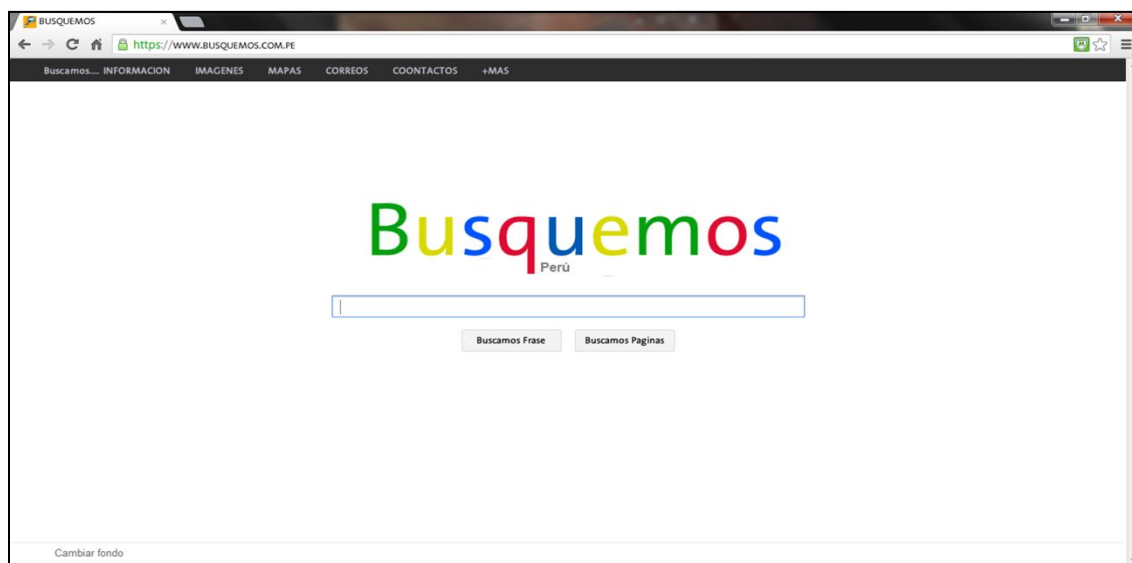 BUSQUEMOS
https://WWW.BUSQUEMOS.COM.PE
Buscamos.... INFORMACION IMAGENES MAPAS CORREOS COONTACTOS +MAS
Busquemos
Perú
Buscamos Frase Buscamos Paginas
Cambiar fondo